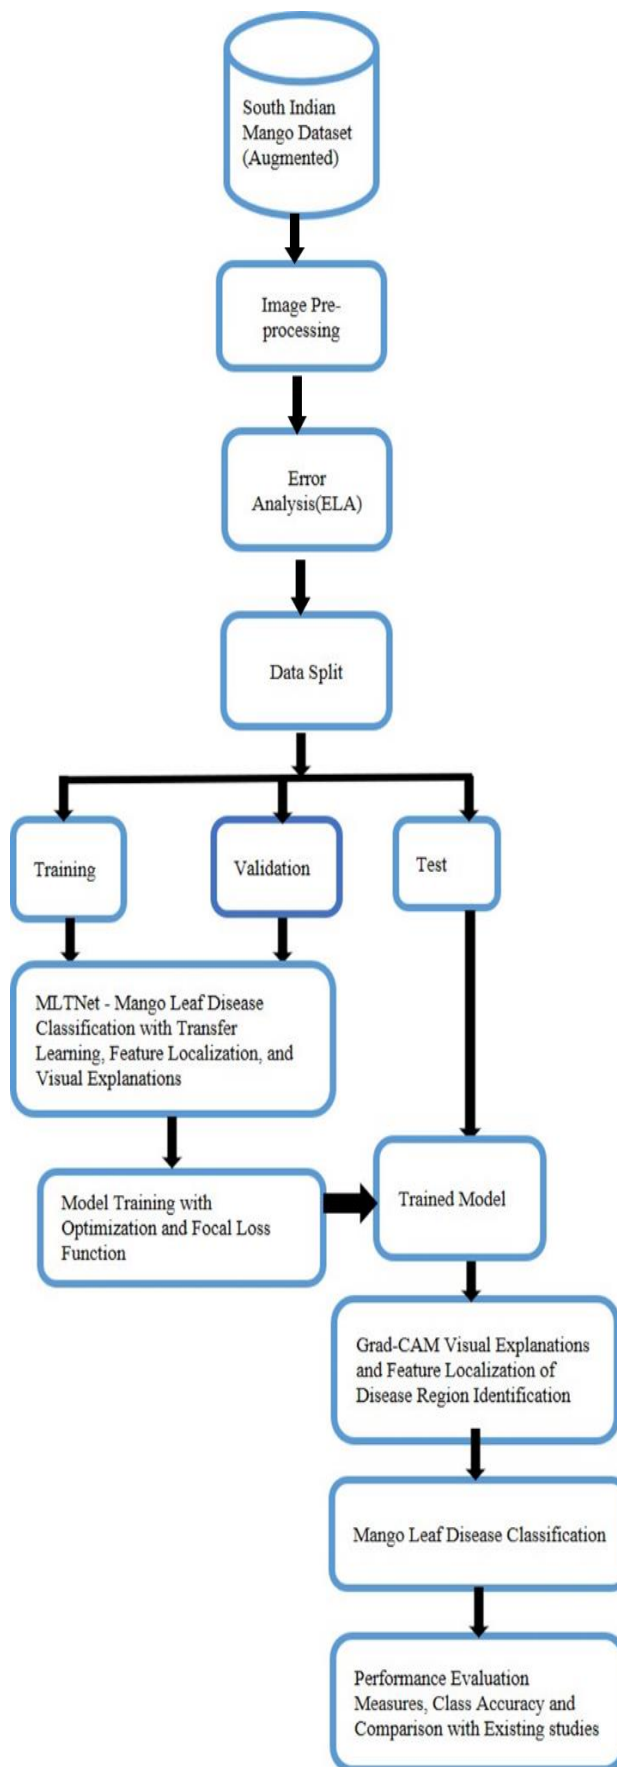 South Indian
Mango Dataset
(Augmented)
Image Pre-
processing
Error
Analysis(ELA)
Data Split
Training
Validation
Test
MLTNet - Mango Leaf Disease
Classification with Transfer
Learning, Feature Localization, and
Visual Explanations
Model Training with
Optimization and Focal Loss
Function
Trained Model
Grad-CAM Visual Explanations
and Feature Localization of
Disease Region Identification
Mango Leaf Disease Classification
Performance Evaluation
Measures, Class Accuracy and
Comparison with Existing studies